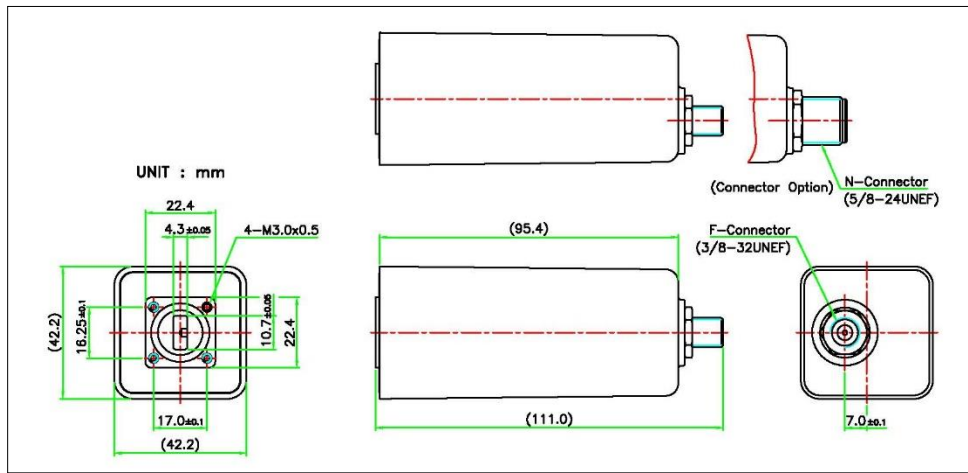 (Connector Option)
N-Connector
(5/8-24UNEF)
UNIT : mm
22.4
4.3±0.05
4-M3.0x0.5
(42.2)
16.25±0.1
10.7±0.05
22.4
17.0±0.1
(42.2)
(95.4)
(111.0)
F-Connector
(3/8-32UNEF)
7.0±0.1